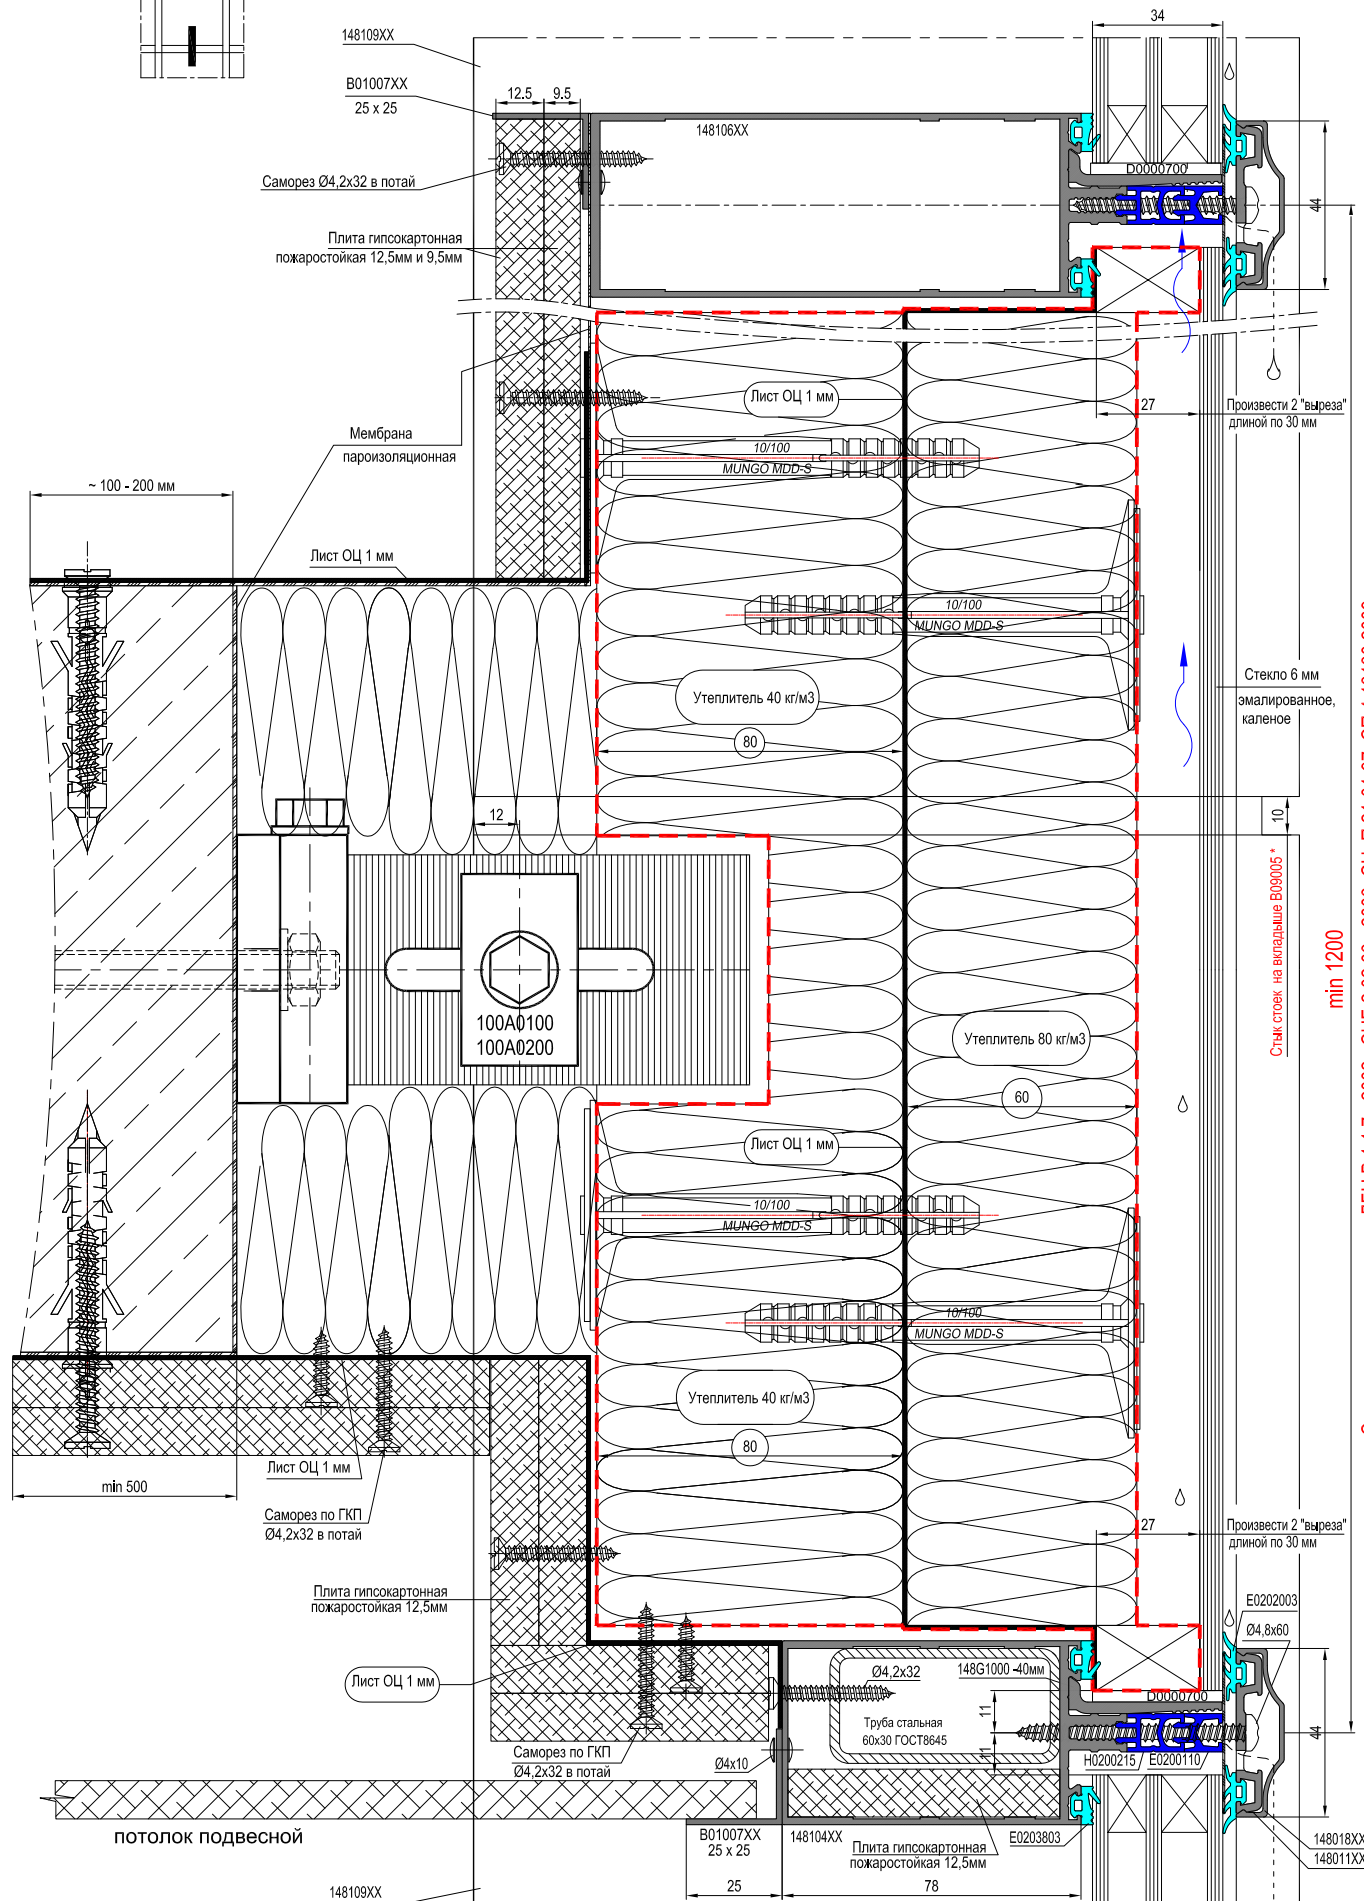 34
148109XX
B01007XX
25 x 25
12.5
9.5
148106XX
D0000700
44
Саморез Ø4,2x32 в потай
Плита гипсокартонная
пожаростойкая 12,5мм и 9,5мм
Лист ОЦ 1 мм
27
Произвести 2 "выреза"
длиной по 30 мм
Мембрана
пароизоляционная
10/100
MUNGO MDD-S
~ 100 - 200 мм
Лист ОЦ 1 мм
10/100
MUNGO MDD-S
Утеплитель 40 кг/м3
80
Стекло 6 мм
эмалированное,
каленое
12
10
Стык стоек на вкладыше В09005 *
min 1200
100A0100
100A0200
Утеплитель 80 кг/м3
60
Лист ОЦ 1 мм
10/100
MUNGO MDD-S
10/100
MUNGO MDD-S
Утеплитель 40 кг/м3
80
Лист ОЦ 1 мм
min 500
Саморез по ГКП
Ø4,2x32 в потай
27
Произвести 2 "выреза"
длиной по 30 мм
Плита гипсокартонная
пожаростойкая 12,5мм
E0202003
Ø4,8x60
Лист ОЦ 1 мм
Ø4,2x32
148G1000 -40мм
D0000700
11
11
Труба стальная
60x30 ГОСТ8645
44
Саморез по ГКП
Ø4,2x32 в потай
Ø4x10
H0200215
E0200110
потолок подвесной
B01007XX
25 x 25
148104XX
Плита гипсокартонная
пожаростойкая 12,5мм
E0203803
148018XX
148011XX
148109XX
25
78